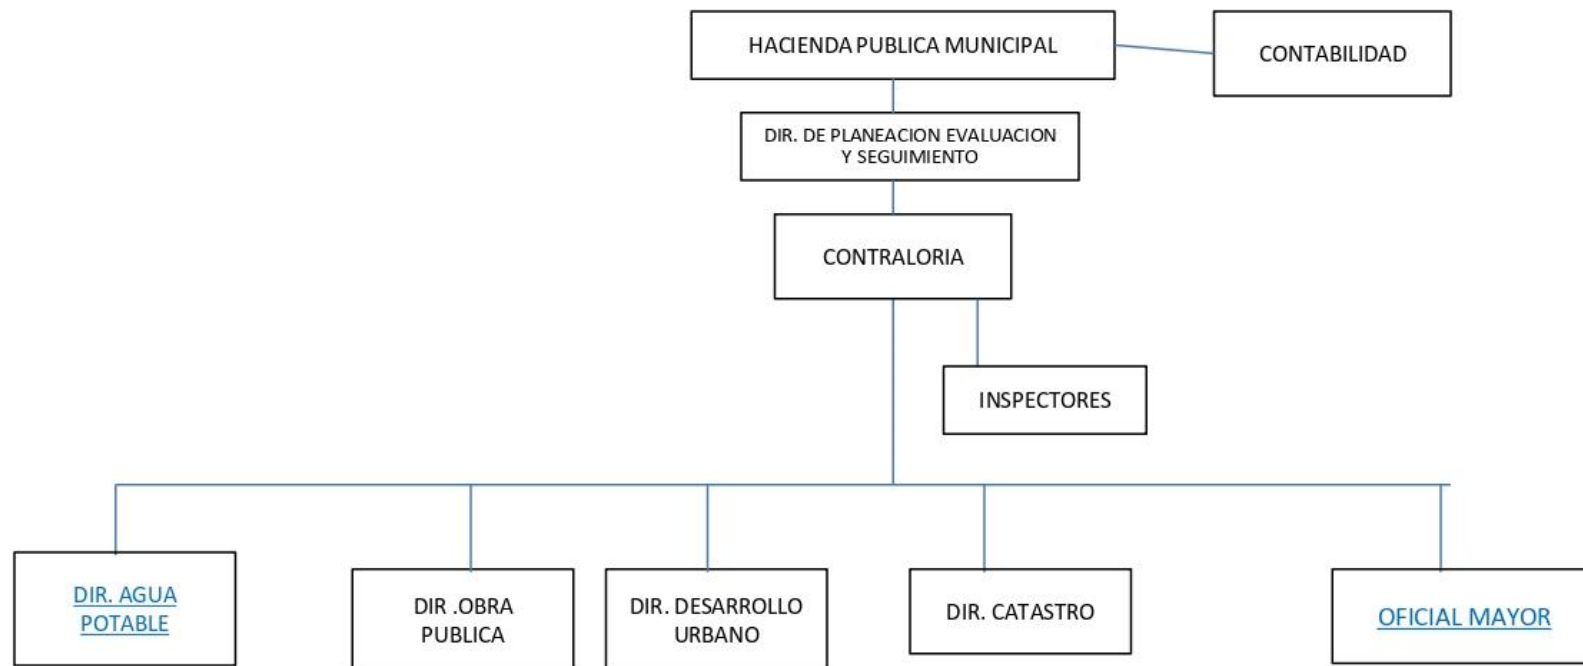 HACIENDA PUBLICA MUNICIPAL
CONTABILIDAD
DIR. DE PLANEACION EVALUACION
Y SEGUIMIENTO
CONTRALORIA
INSPECTORES
DIR. AGUA
POTABLE
DIR .OBRA
PUBLICA
DIR. DESARROLLO
URBANO
DIR. CATASTRO
OFICIAL MAYOR